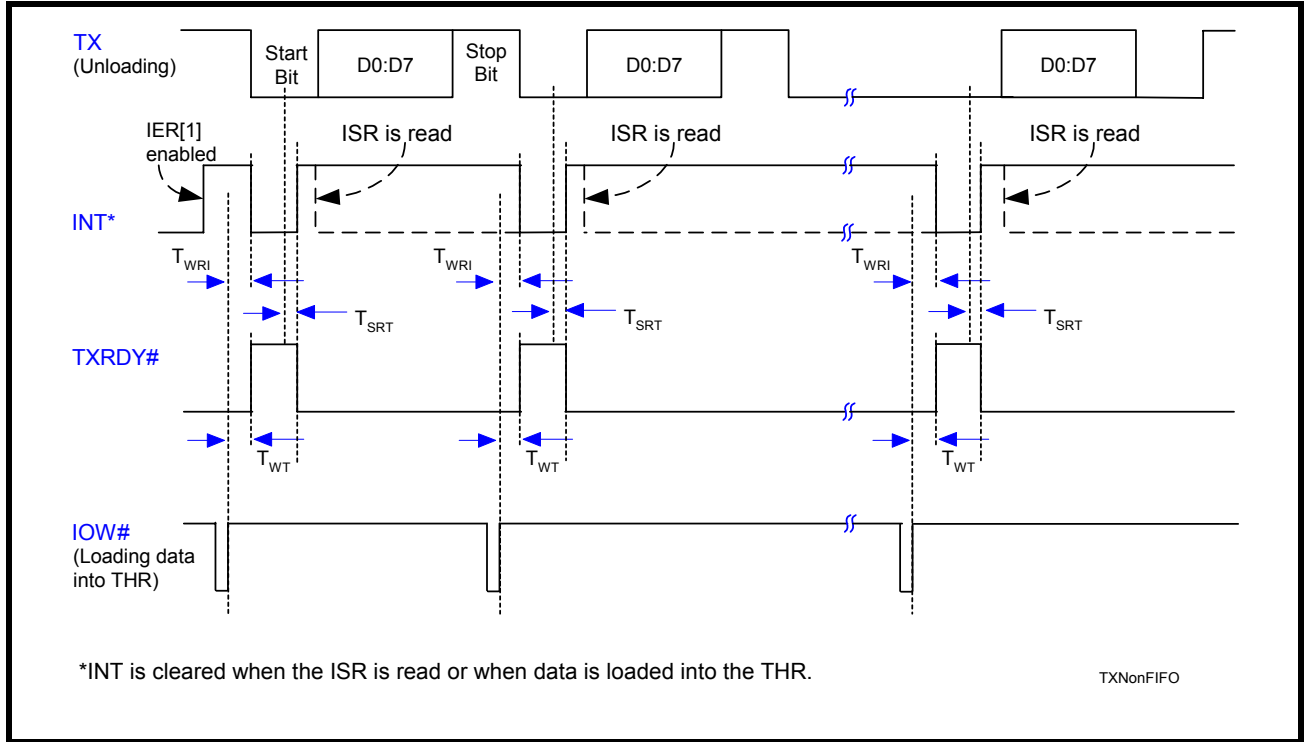 TX
(Unloading)
Start
Bit
D0:D7
Stop
Bit
D0:D7
D0:D7
IER[1]
enabled
ISR is read
ISR is read
ISR is read
INT*
TWRI
TWRI
TWRI
TSRT
TSRT
TSRT
TXRDY#
TWT
TWT
TWT
IOW#
(Loading data
into THR)
*INT is cleared when the ISR is read or when data is loaded into the THR.
TXNonFIFO